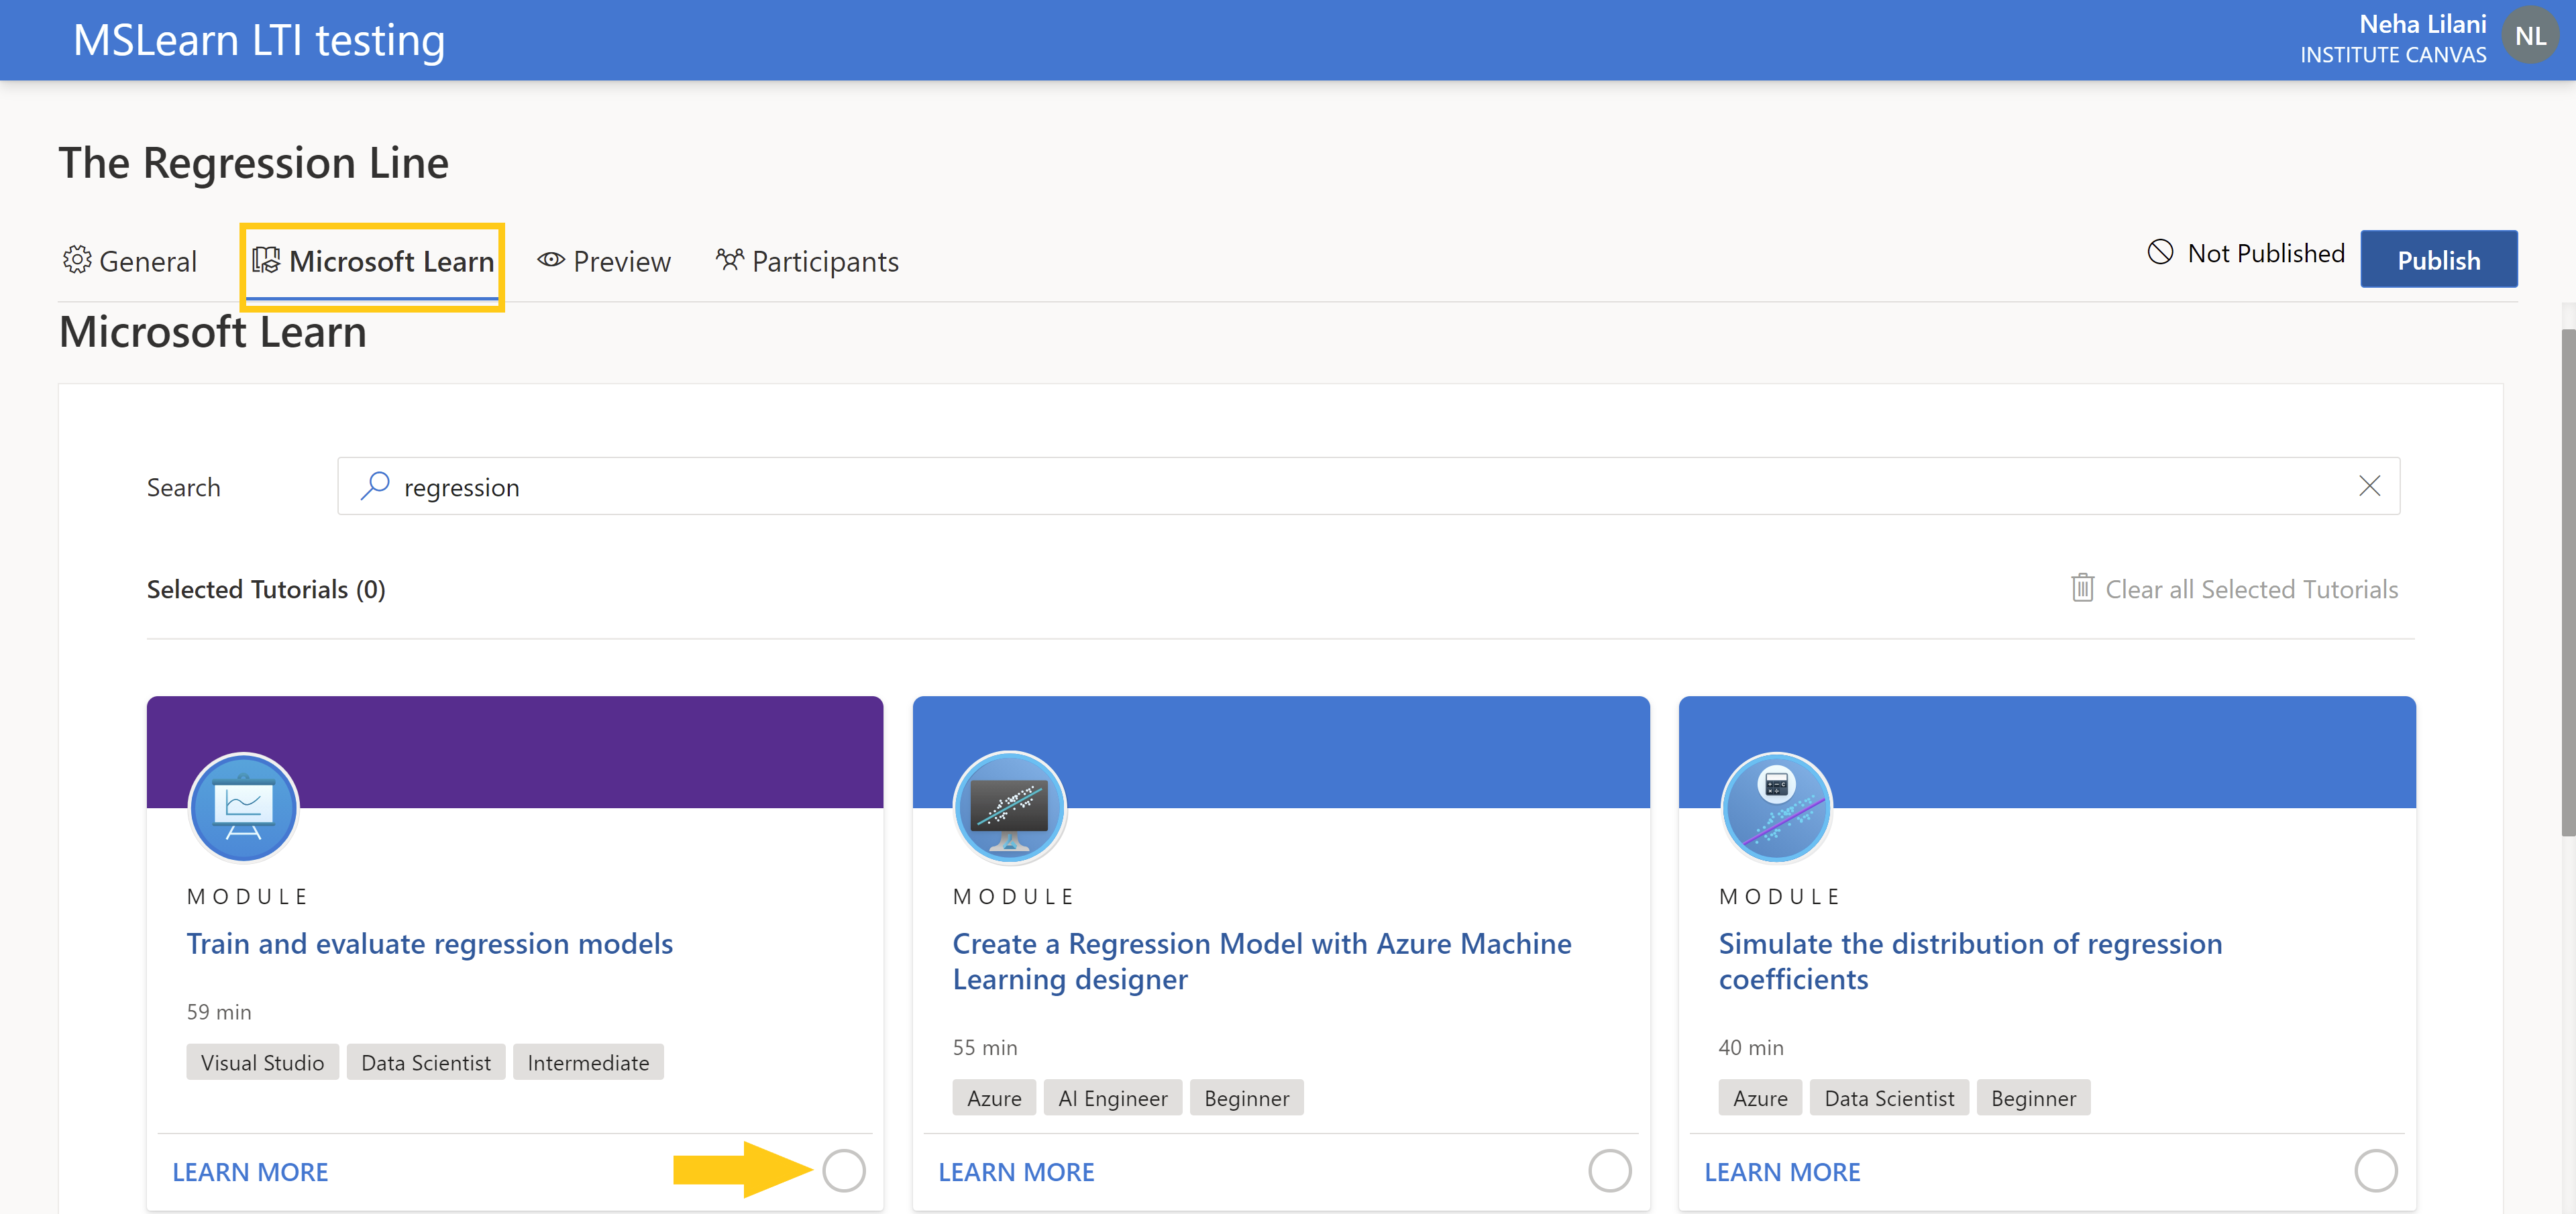 MSLearn LTI testing
Neha Lilani
INSTITUTE CANVAS
NL
The Regression Line
General
Microsoft Learn
Preview
Participants
Not Published
Publish
Microsoft Learn
Search
regression
Selected Tutorials (0)
Clear all Selected Tutorials
MODULE
Train and evaluate regression models
59 min
Visual Studio
Data Scientist
Intermediate
LEARN MORE
MODULE
Create a Regression Model with Azure Machine
Learning designer
55 min
Azure
AI Engineer
Beginner
LEARN MORE
MODULE
Simulate the distribution of regression
coefficients
40 min
Azure
Data Scientist
Beginner
LEARN MORE